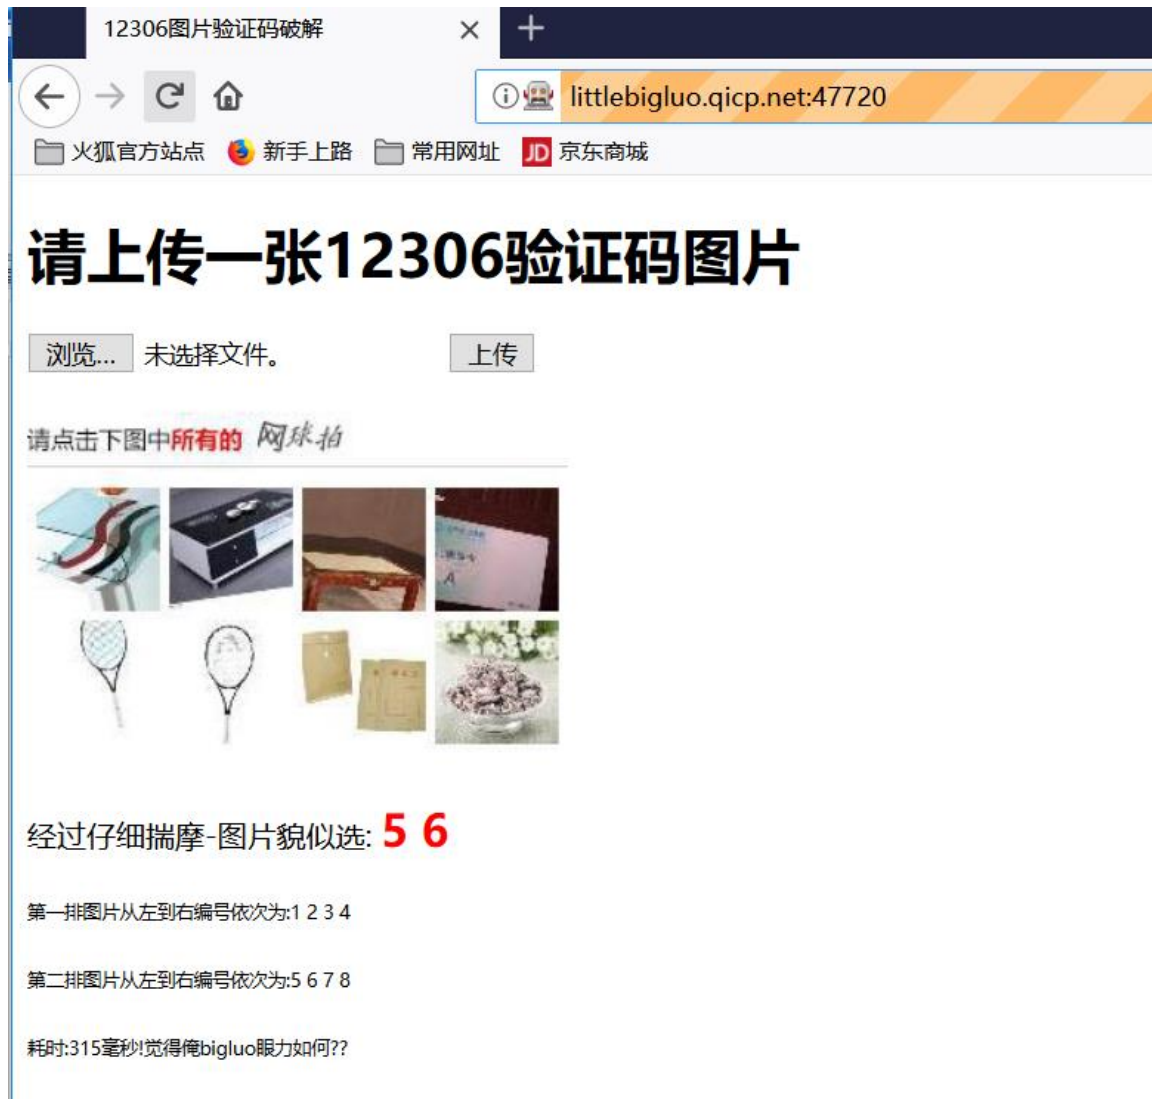 12306图片验证码破解
littlebigluo.qicp.net:47720
火狐官方站点 新手上路 常用网址 JD 京东商城
请上传一张12306验证码图片
浏览... 未选择文件。 上传
请点击下图中所有的 网球拍
A
经过仔细揣摩-图片貌似选: 5 6
第一排图片从左到右编号依次为:1 2 3 4
第二排图片从左到右编号依次为:5 6 7 8
耗时:315毫秒!觉得俺bigluo眼力如何??